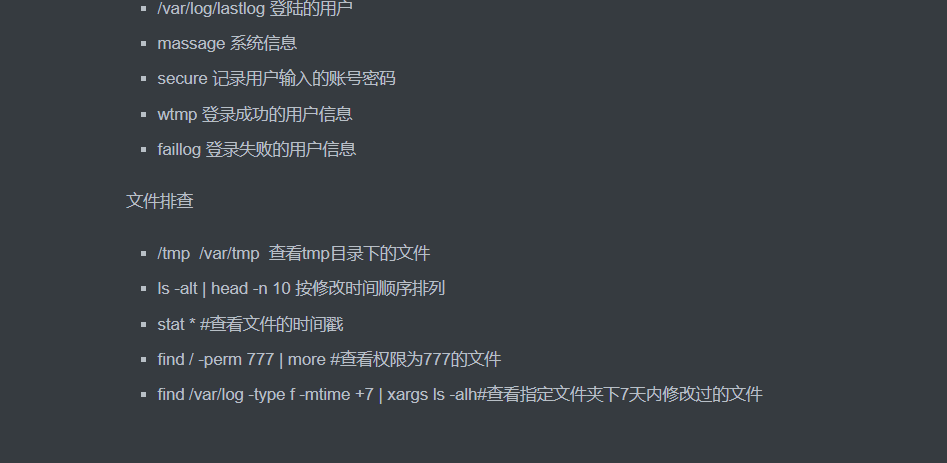 /var/log/lastlog 登陆的用户
massage 系统信息
secure 记录用户输入的账号密码
wtmp 登录成功的用户信息
faillog 登录失败的用户信息
文件排查
/tmp  /var/tmp  查看tmp目录下的文件
ls -alt | head -n 10 按修改时间顺序排列
stat * #查看文件的时间戳
find / -perm 777 | more #查看权限为777的文件
find /var/log -type f -mtime +7 | xargs ls -alh#查看指定文件夹下7天内修改过的文件